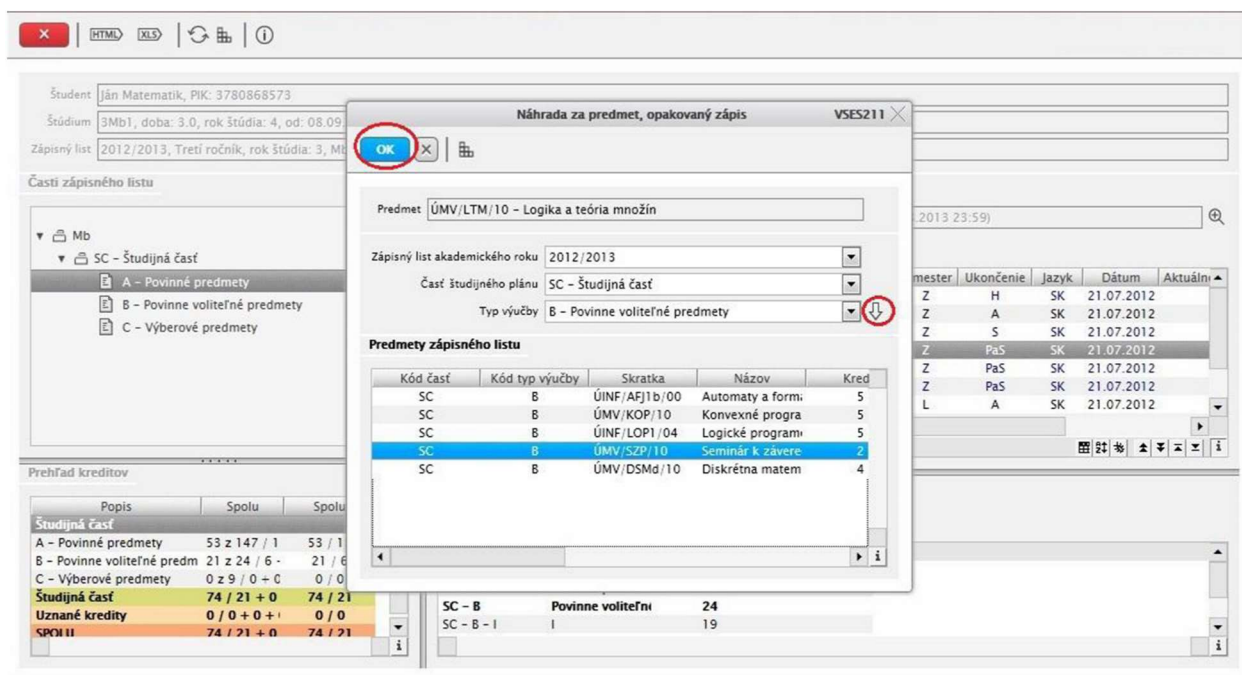 HTML XLS
Študent Ján Matematik, PIK: 3780868573
Štúdium 3Mb1, doba: 3.0, rok štúdia: 4, od: 08.09
Zápisný list 2012/2013, Tretí ročník, rok štúdia: 3, Mb
Časti zápisného listu
Mb
SC – Študijná časť
A – Povinné predmety
B – Povinne voliteľné predmety
C – Výberové predmety
Náhrada za predmet, opakovaný zápis VSES211
OK
Predmet ÚMV/LTM/10 – Logika a teória množín
Zápisný list akademického roku 2012/2013
Časť študijného plánu SC – Študijná časť
Typ výučby B – Povinne voliteľné predmety
Predmety zápisného listu
Kód časť Kód typ výučby Skratka Názov Kred
SC B ÚINF/AFJ1b/00 Automaty a form 5
SC B ÚMV/KOP/10 Konvexné progra 5
SC B ÚINF/LOP1/04 Logické program 5
SC B ÚMV/SZP/10 Seminár k závere 2
SC B ÚMV/DSMd/10 Diskrétna matem 4
.2013 23:59)
mester Ukončenie Jazyk Dátum Aktuáln
Z H SK 21.07.2012
Z A SK 21.07.2012
Z S SK 21.07.2012
Z PaS SK 21.07.2012
Z PaS SK 21.07.2012
Z PaS SK 21.07.2012
L A SK 21.07.2012
Prehľad kreditov
Popis Spolu Spolu
Študijná časť
A – Povinné predmety 53 z 147 / 1 53 / 1
B – Povinne voliteľné predm 21 z 24 / 6 - 21 / 6
C – Výberové predmety 0 z 9 / 0 + 0 0 / 0
Študijná časť 74 / 21 + 0 74 / 21
Uznané kredity 0 / 0 + 0 + 0 / 0
SPOLU 74 / 21 + 0 74 / 21
SC – B Povinne voliteľn 24
SC – B – I I 19